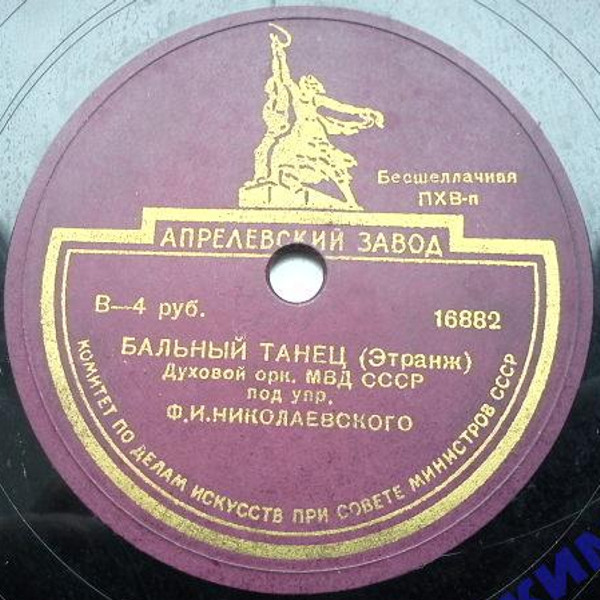 Бесшеллачная
ПХВ-п
АПРЕЛЕВСКИЙ ЗАВОД
В—4 руб.
16882
БАЛЬНЫЙ ТАНЕЦ (Этранж)
Духовой орк. МВД СССР
под упр.
Ф.И.НИКОЛАЕВСКОГО
КОМИТЕТ ПО ДЕЛАМ ИСКУССТВ ПРИ СОВЕТЕ МИНИСТРОВ СССР